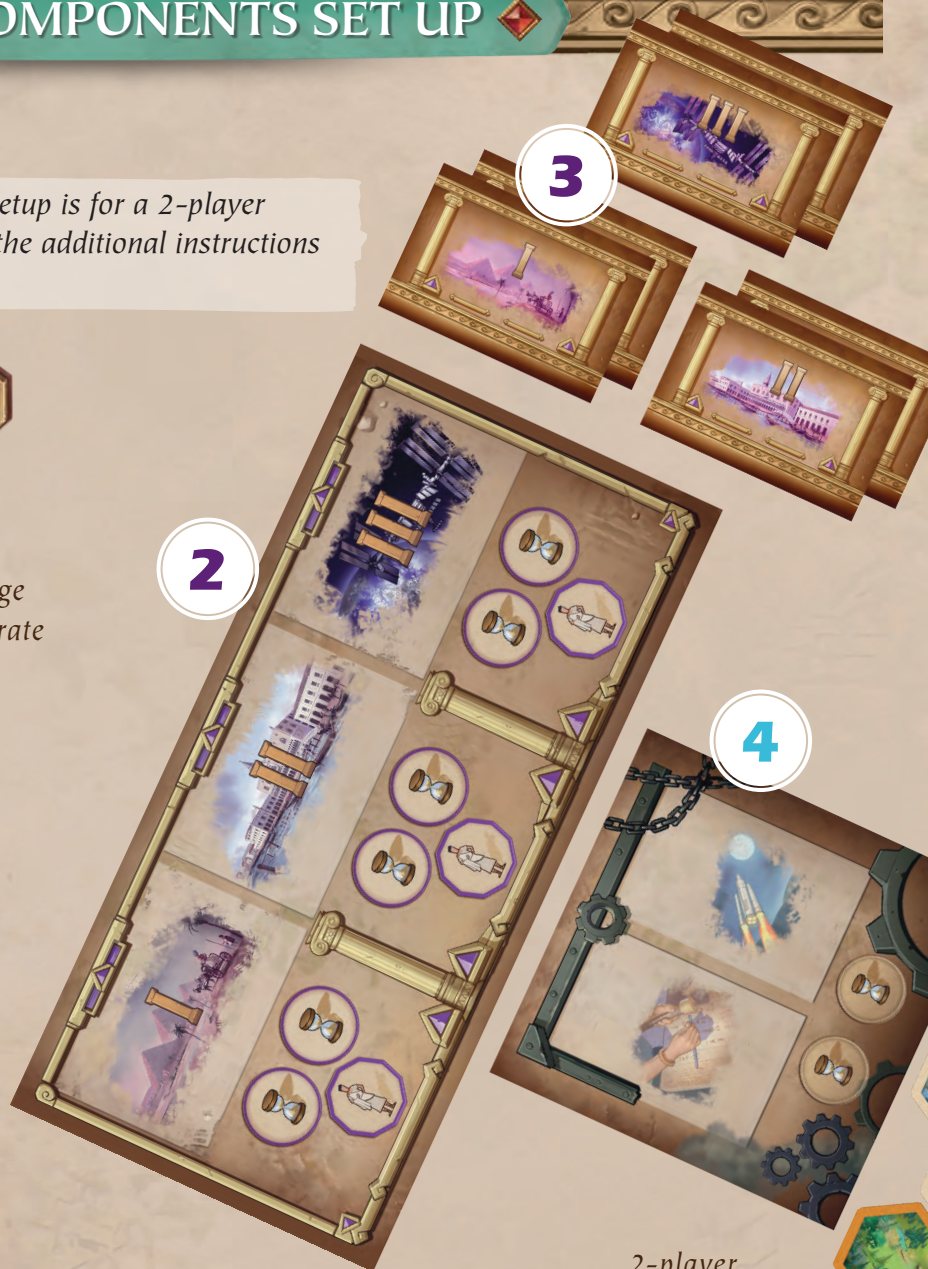 OMPONENTS SET UP
3
etup is for a 2-player
the additional instructions
2
ge
rate
4
2-player